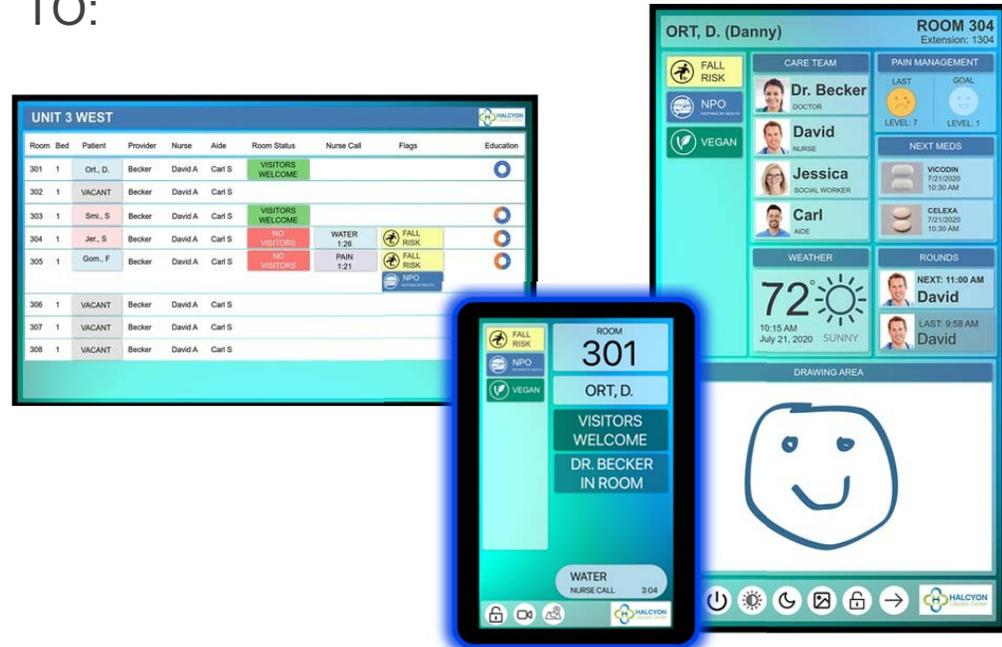 TO:
UNIT 3 WEST
HALCYON
Room Bed Patient Provider Nurse Aide Room Status Nurse Call Flags Education
301 1 Ort., D. Becker David A Carl S VISITORS WELCOME
302 1 VACANT Becker David A Carl S
303 1 Smi., S Becker David A Carl S VISITORS WELCOME
304 1 Jer., S Becker David A Carl S NO VISITORS WATER 1:26 FALL RISK
305 1 Gom., F Becker David A Carl S NO VISITORS PAIN 1:21 FALL RISK
NPO
306 1 VACANT Becker David A Carl S
307 1 VACANT Becker David A Carl S
308 1 VACANT Becker David A Carl S
FALL RISK
NPO
VEGAN
ROOM
301
ORT, D.
VISITORS
WELCOME
DR. BECKER
IN ROOM
WATER
NURSE CALL 3:04
HALCYON
ORT, D. (Danny)
ROOM 304
Extension: 1304
FALL
RISK
NPO
VEGAN
CARE TEAM
Dr. Becker
DOCTOR
David
NURSE
Jessica
SOCIAL WORKER
Carl
AIDE
PAIN MANAGEMENT
LAST GOAL
LEVEL: 7 LEVEL: 1
NEXT MEDS
VICODIN
7/21/2020
10:30 AM
CELEXA
7/21/2020
10:30 AM
WEATHER
72°
10:15 AM
July 21, 2020 SUNNY
ROUNDS
NEXT: 11:00 AM
David
LAST: 9:58 AM
David
DRAWING AREA
HALCYON